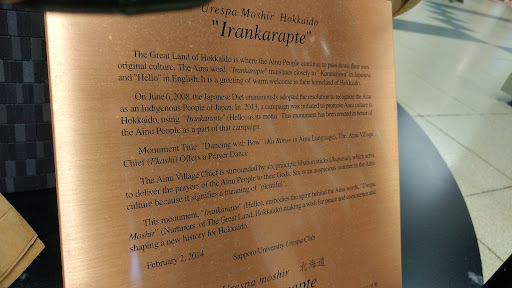 Urespa Moshir Hokkaido
"Irankarapte"
The Great Land of Hokkaido is where the Ainu People continue to pass down their own
original culture. The Ainu word, "Irankarapte" translates closely to "              " in Japanese
and "Hello" in English. It is a greeting of warm welcome in their homeland of Hokkaido.
On June 6, 2008, the Japanese Diet unanimously adopted the resolution to recognize the Ainu
as an Indigenous People of Japan. In 2013, a campaign was initiated to promote Ainu culture in
Hokkaido, using "Irankarapte" (Hello) as its motto. This monument has been created in honor of
the Ainu People as a part of that campaign.
Monument Title: "Dancing with Bow" (Ku Rimse in Ainu Language), The Ainu Village
Chief (Ekashi) Offers a Prayer Dance
The Ainu Village Chief is surrounded by six principle libation sticks (Ikupasuy), which serve
to deliver the prayers of the Ainu People to their Gods. Six is an auspicious number in the Ainu
culture because it signifies a meaning of "plentiful".
This monument, "Irankarapte" (Hello), embodies the spirit behind the Ainu words, "Urespa
Moshir" (Nurturers of The Great Land, Hokkaido) making a wish for peace and coexistence and
shaping a new history for Hokkaido.
February 2, 2014 Sapporo University Urespa Club
Urespa moshir 北海道
karapte"